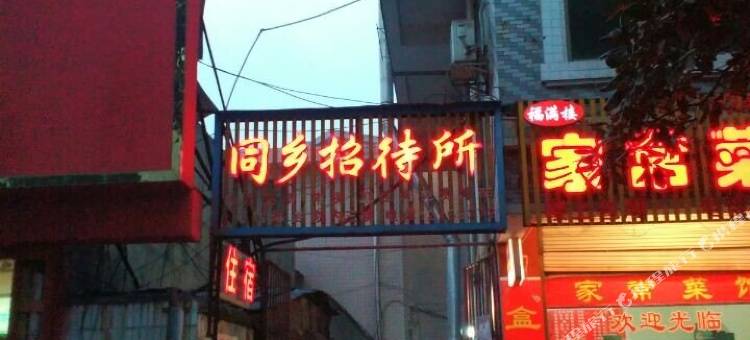 同乡招待所
住宿
福满楼
家常菜
家常菜馆
盒
欢迎光临